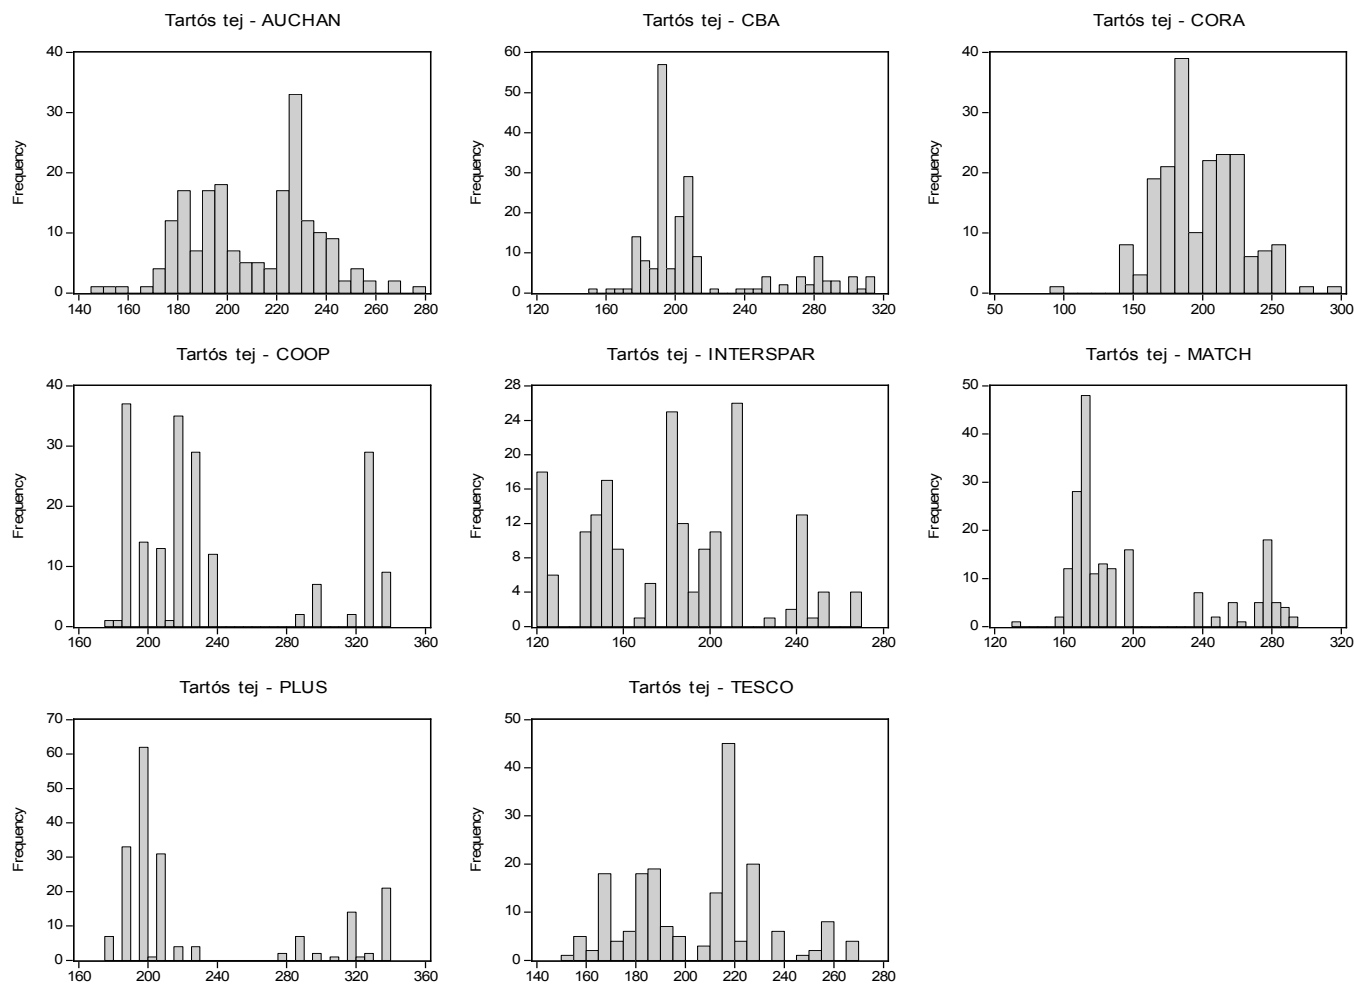 Tartós tej - AUCHAN
Frequency
40
30
20
10
0
140 160 180 200 220 240 260 280
Tartós tej - CBA
Frequency
60
50
40
30
20
10
0
120 160 200 240 280 320
Tartós tej - CORA
Frequency
40
30
20
10
0
50 100 150 200 250 300
Tartós tej - COOP
Frequency
40
30
20
10
0
160 200 240 280 320 360
Tartós tej - INTERSPAR
Frequency
28
24
20
16
12
8
4
0
120 160 200 240 280
Tartós tej - MATCH
Frequency
50
40
30
20
10
0
120 160 200 240 280 320
Tartós tej - PLUS
Frequency
70
60
50
40
30
20
10
0
160 200 240 280 320 360
Tartós tej - TESCO
Frequency
50
40
30
20
10
0
140 160 180 200 220 240 260 280